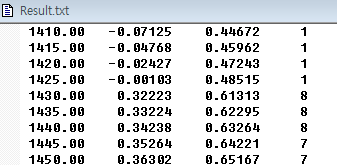 Result.txt
1410.00 -0.07125 0.44672 1
1415.00 -0.04768 0.45962 1
1420.00 -0.02427 0.47243 1
1425.00 -0.00103 0.48515 1
1430.00 0.32223 0.61313 8
1435.00 0.33224 0.62295 8
1440.00 0.34238 0.63264 8
1445.00 0.35264 0.64221 7
1450.00 0.36302 0.65167 7